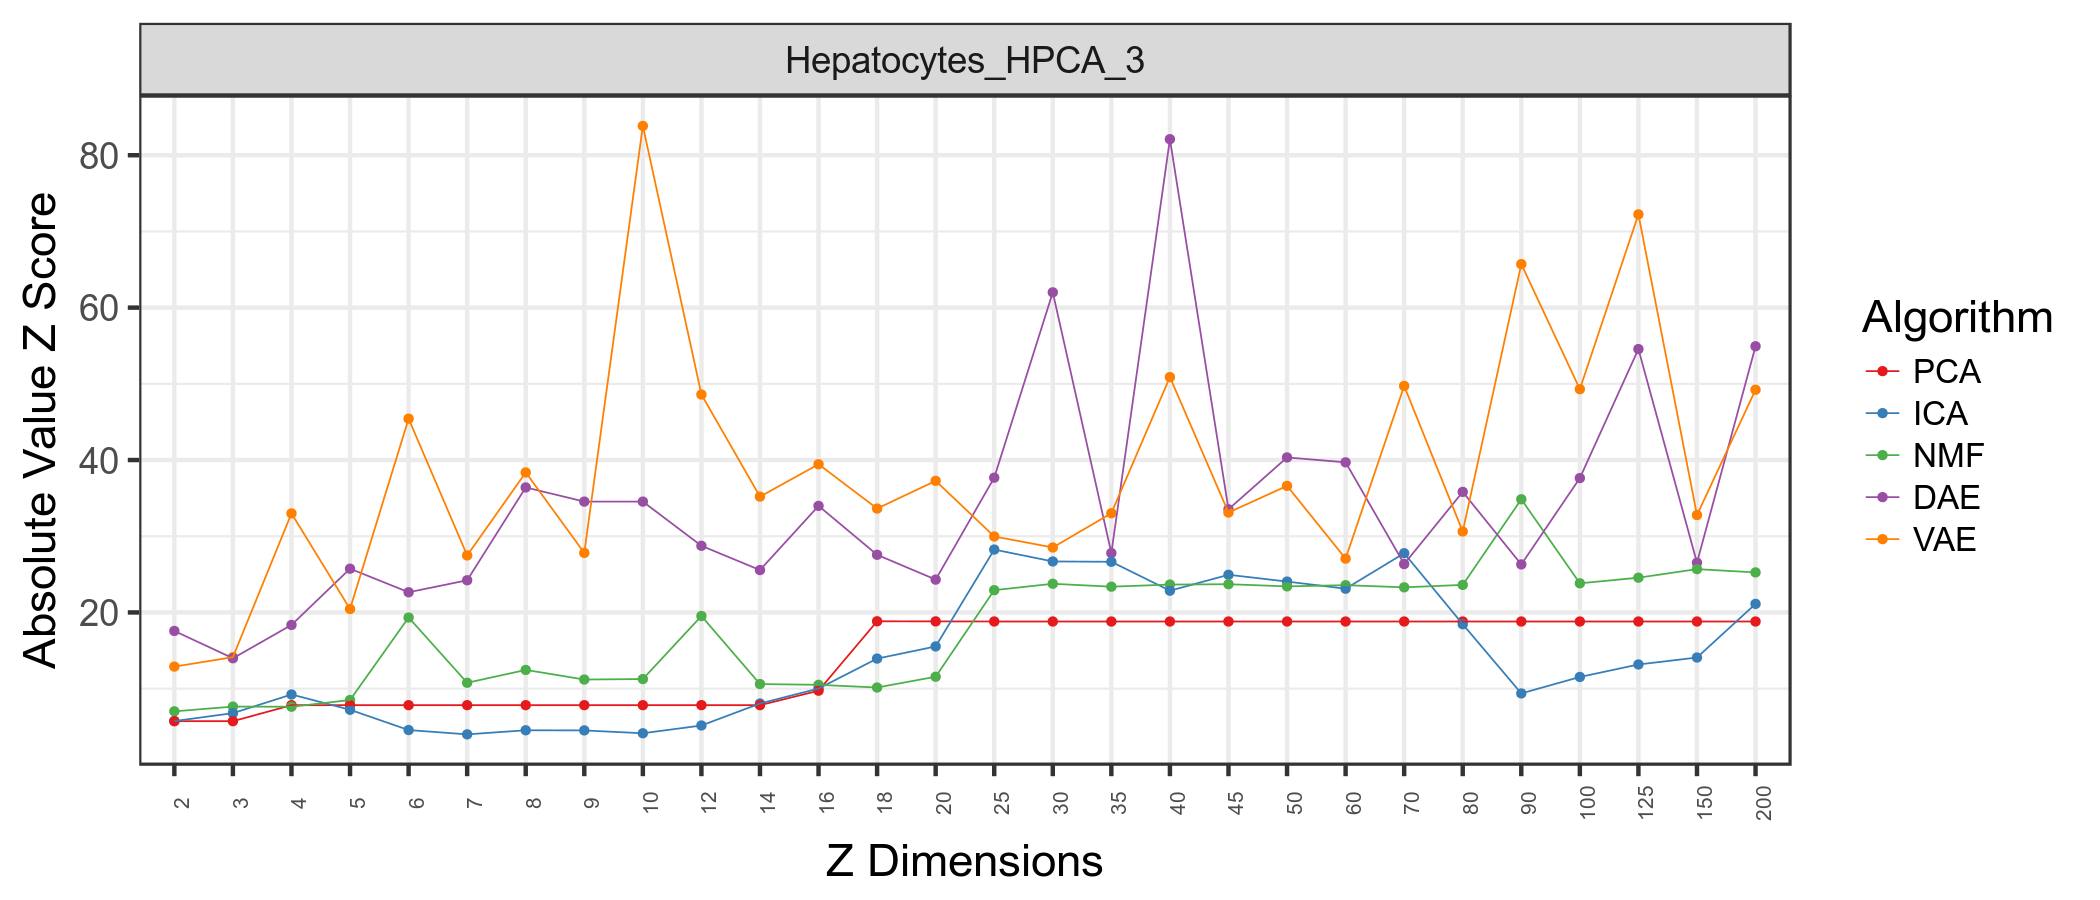 Hepatocytes_HPCA_3
Absolute Value Z Score
80
60
40
20
2 3 4 5 6 7 8 9 10 12 14 16 18 20 25 30 35 40 45 50 60 70 80 90 100 125 150 200
Z Dimensions
Algorithm
PCA
ICA
NMF
DAE
VAE